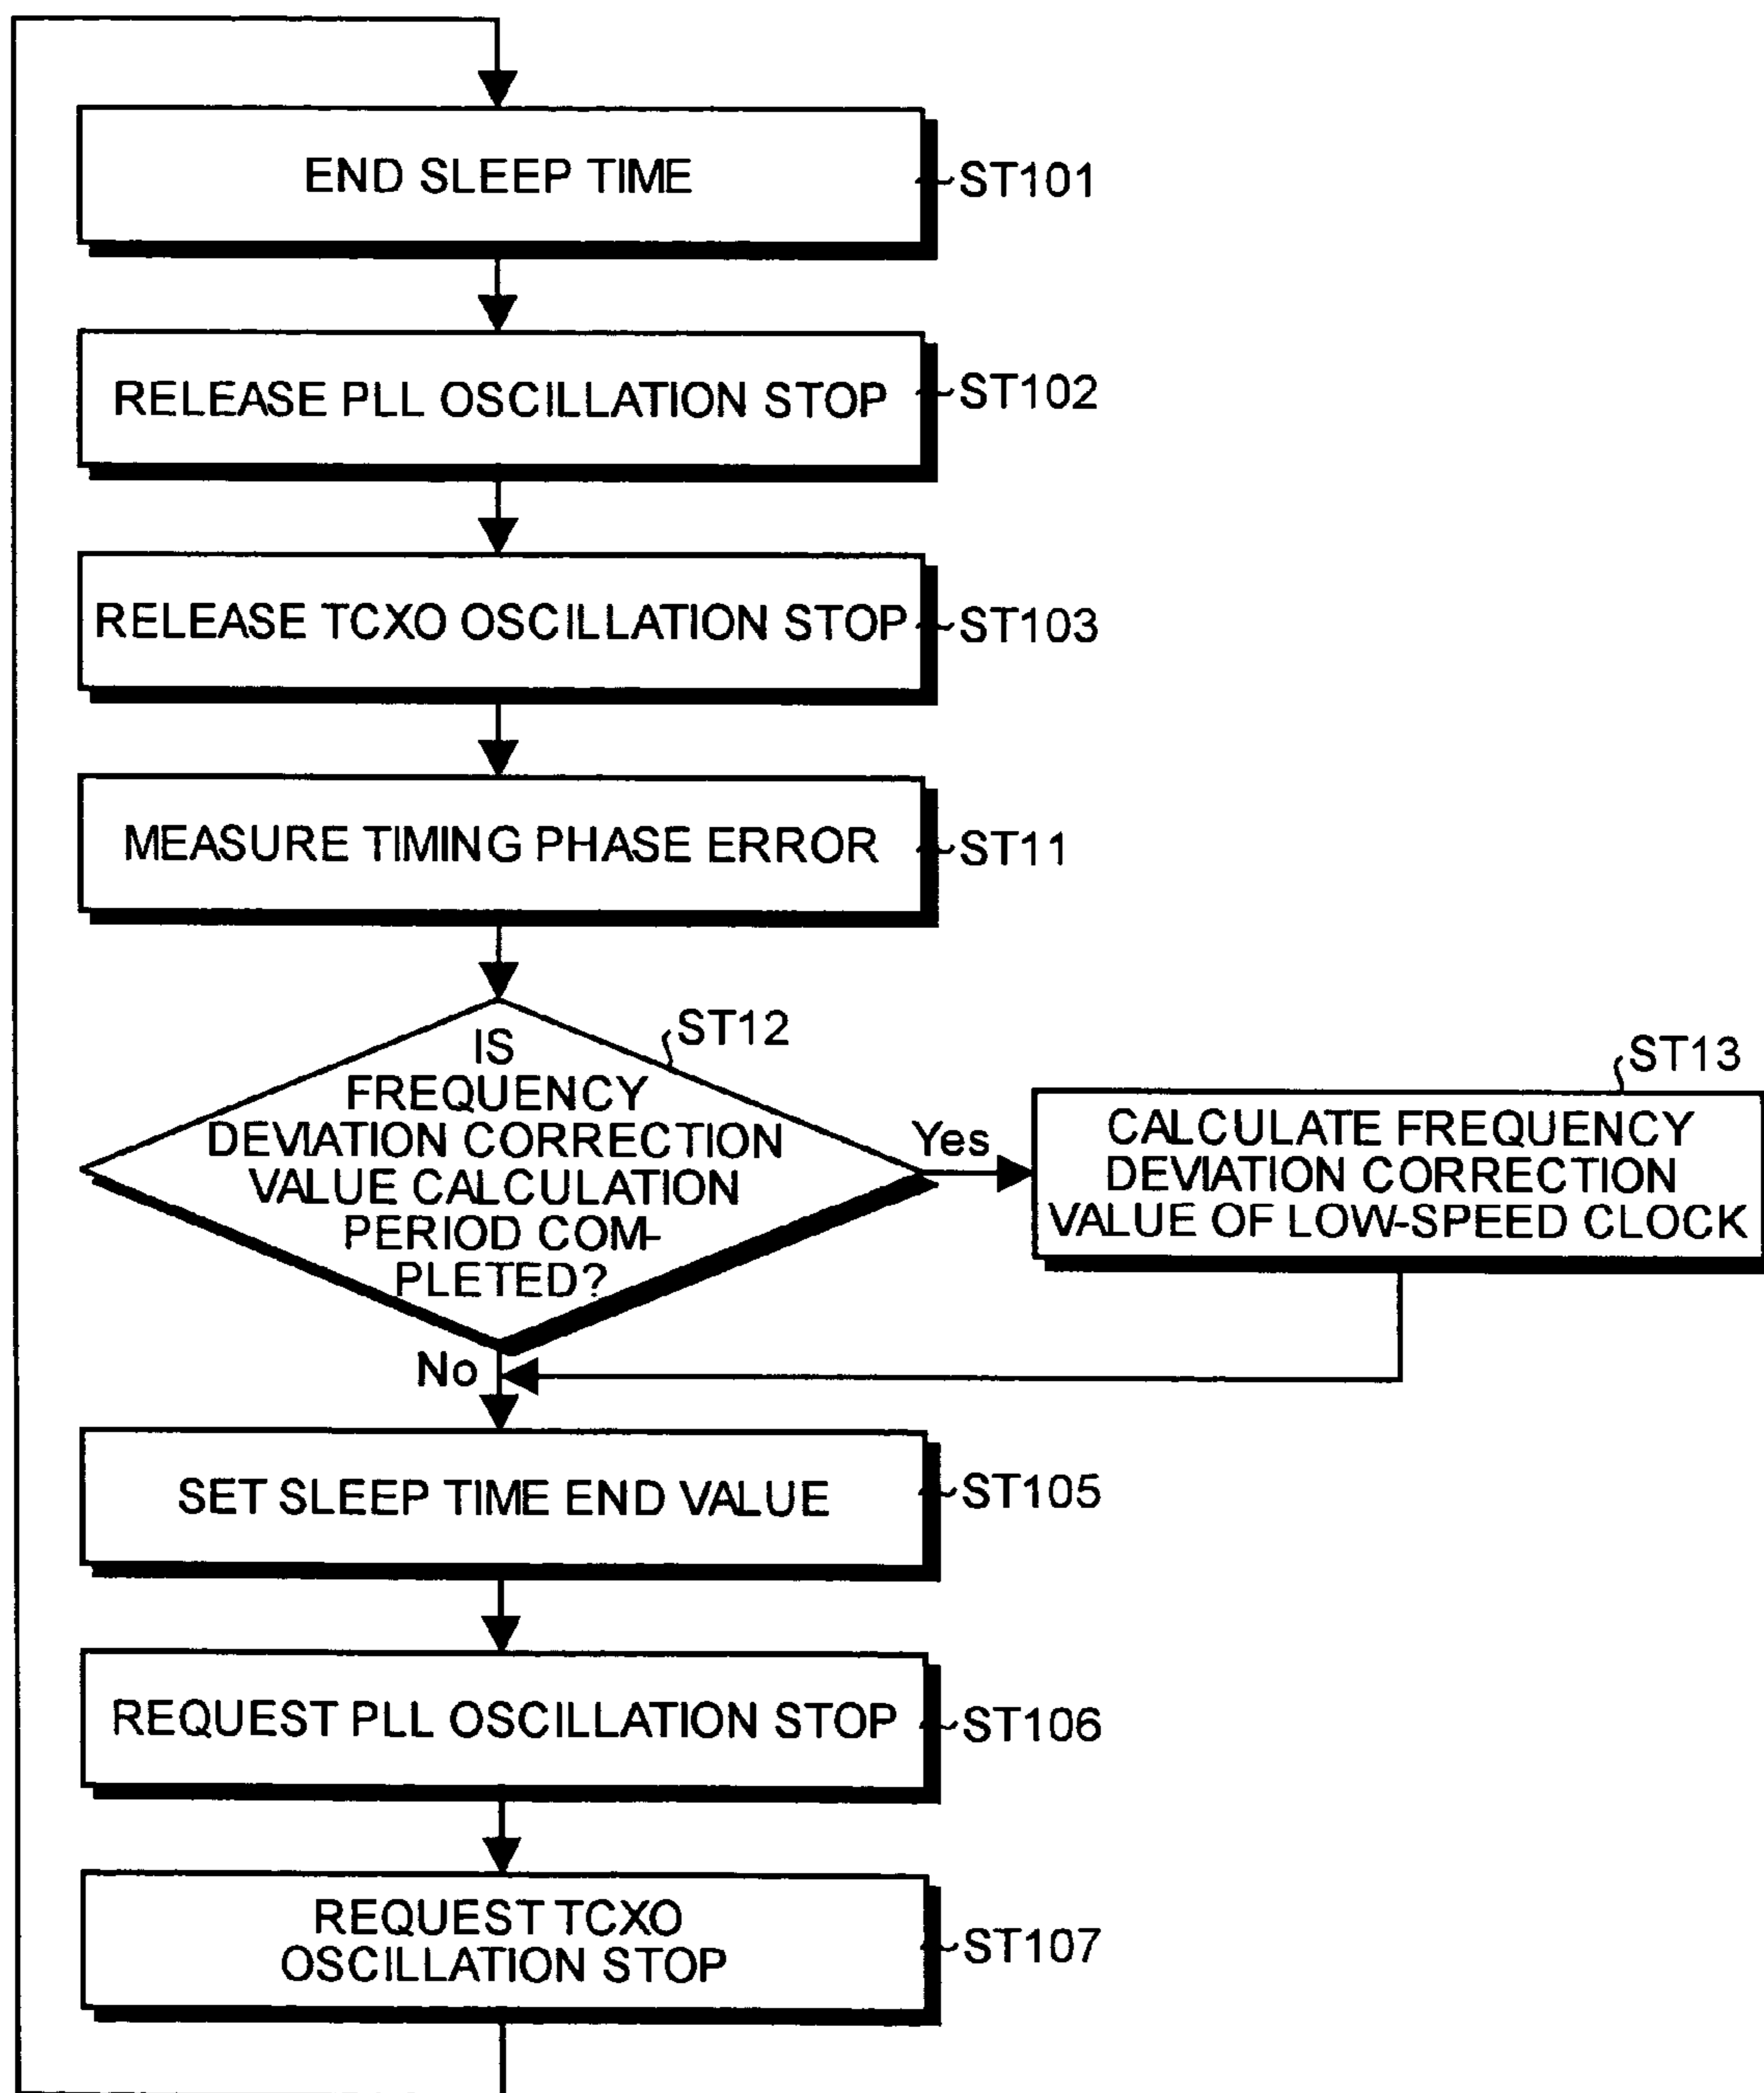 END SLEEP TIME
ST101
RELEASE PLL OSCILLATION STOP
ST102
RELEASE TCXO OSCILLATION STOP
ST103
MEASURE TIMING PHASE ERROR
ST11
ST12
IS
FREQUENCY
DEVIATION CORRECTION
VALUE CALCULATION
PERIOD COM-
PLETED?
Yes
ST13
CALCULATE FREQUENCY
DEVIATION CORRECTION
VALUE OF LOW-SPEED CLOCK
No
SET SLEEP TIME END VALUE
ST105
REQUEST PLL OSCILLATION STOP
ST106
REQUEST TCXO
OSCILLATION STOP
ST107